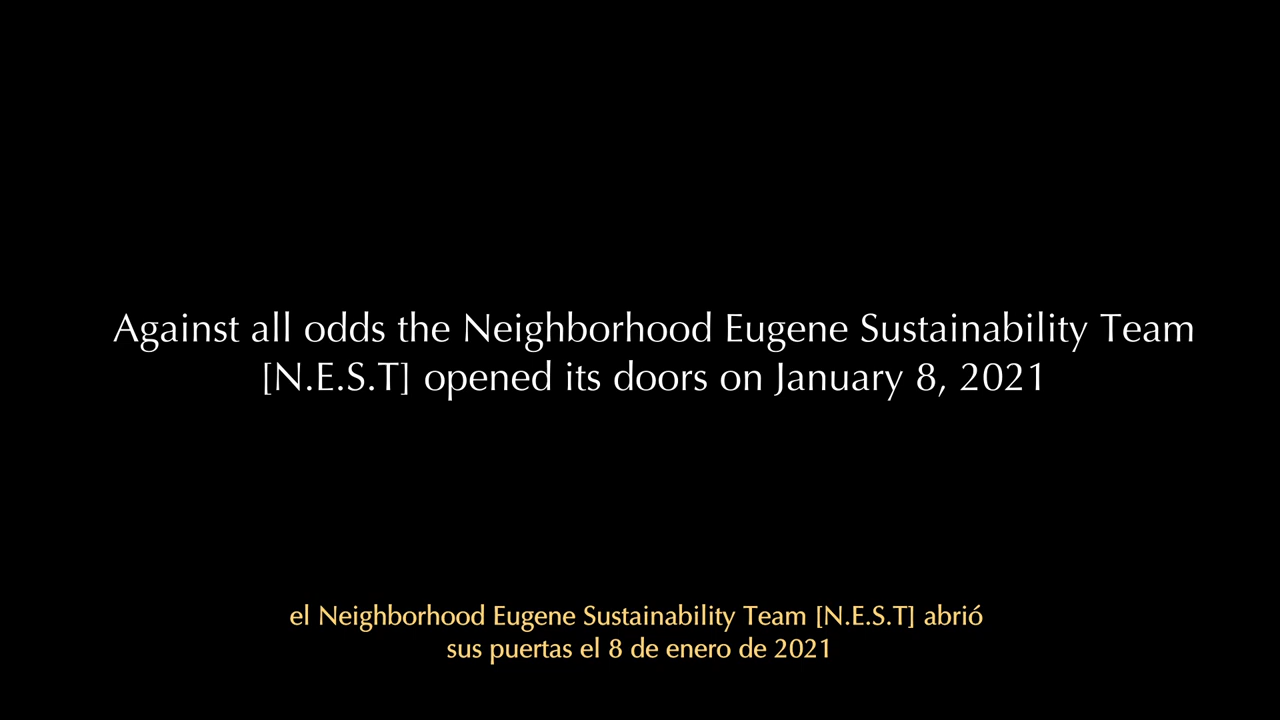 Against all odds the Neighborhood Eugene Sustainability Team
[N.E.S.T] opened its doors on January 8, 2021
el Neighborhood Eugene Sustainability Team [N.E.S.T] abrió
sus puertas el 8 de enero de 2021